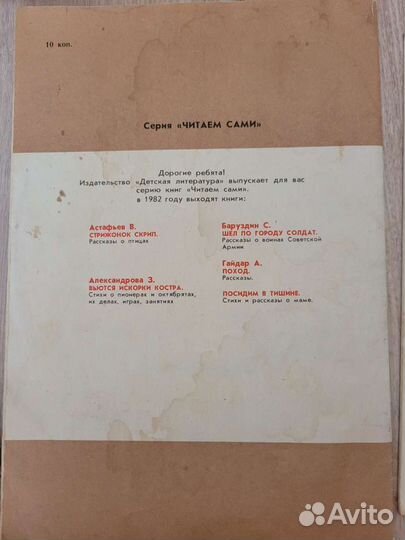 10 коп.
Серия «ЧИТАЕМ САМИ»
Дорогие ребята!
Издательство «Детская литература» выпускает для вас
серию книг «Читаем сами».
в 1982 году выходят книги:
Астафьев В.
СТРИЖОНОК СКРИП.
Рассказы о птицах
Александрова З.
ВЬЮТСЯ ИСКОРКИ КОСТРА.
Стихи о пионерах и октябрятах,
их делах, играх, занятиях
Баруздин С.
ШЕЛ ПО ГОРОДУ СОЛДАТ.
Рассказы о воинах Советской
Армии
Гайдар А.
ПОХОД.
Рассказы.
ПОСИДИМ В ТИШИНЕ.
Стихи и рассказы о маме.
Avito